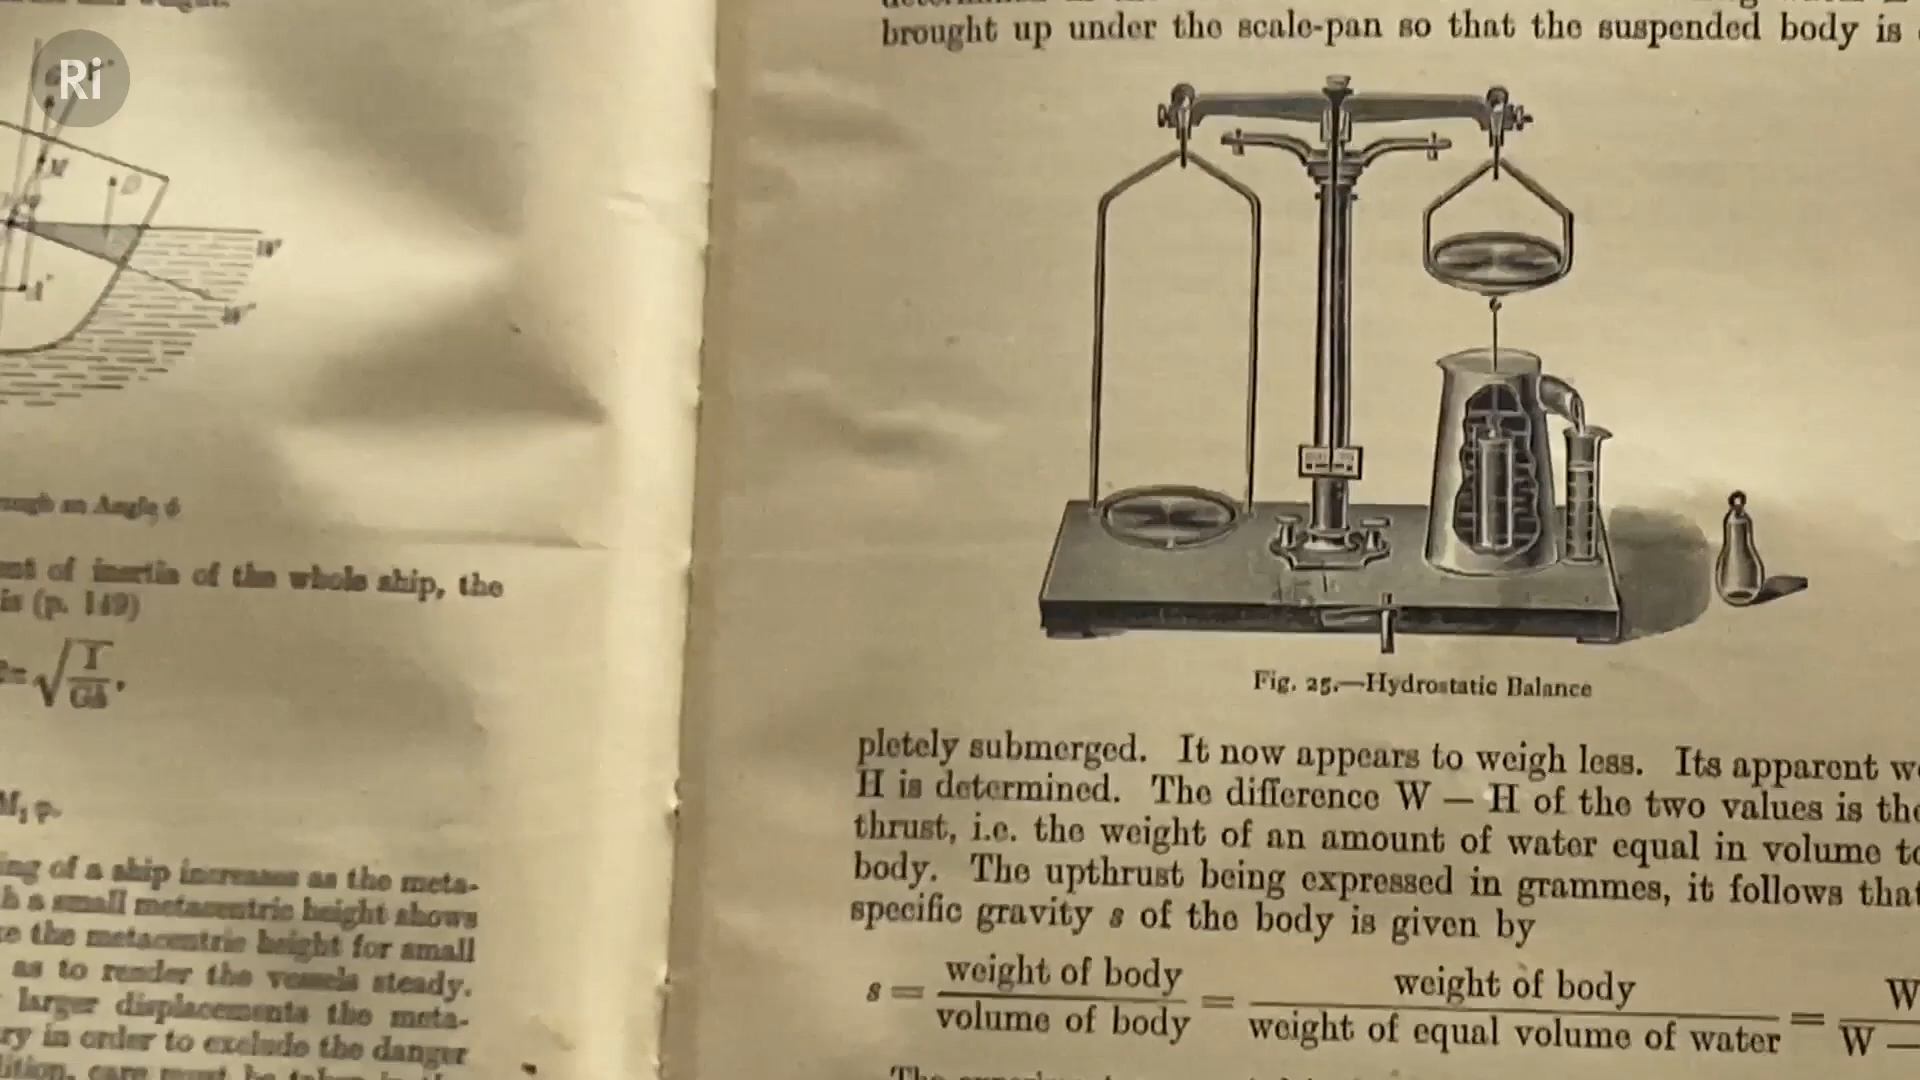 Ri
ough an Angle ϕ
of inertia of the whole ship, the
is (p. 149)
ing of a ship increases as the meta-
h a small metacentric height shows
the metacentric height for small
as to render the vessels steady.
larger displacements the meta-
ry in order to exclude the danger
brought up under the scale-pan so that the suspended body is
Fig. 25.—Hydrostatic Balance
pletely submerged. It now appears to weigh less. Its apparent w
H is determined. The difference W — H of the two values is the
thrust, i.e. the weight of an amount of water equal in volume to
body. The upthrust being expressed in grammes, it follows that
specific gravity s of the body is given by
s = weight of body / volume of body = weight of body / weight of equal volume of water = W / W —